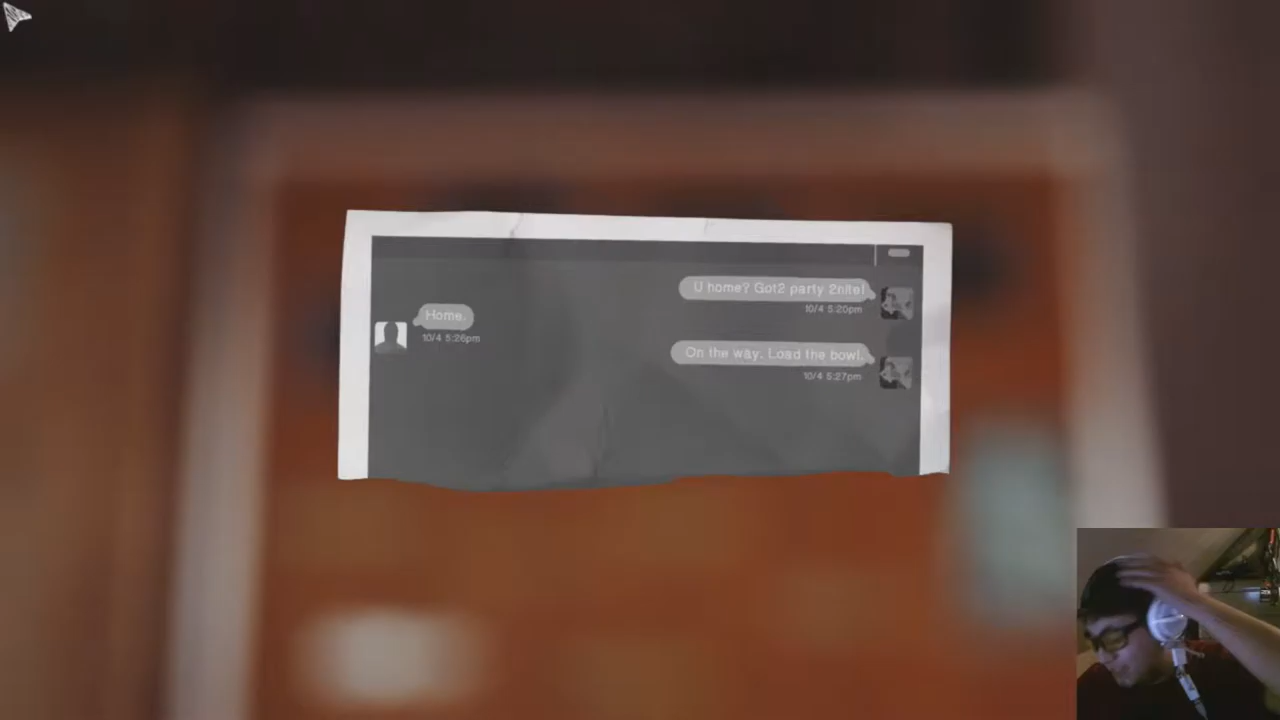 U home? Got2 party 2nite!
10/4 5:20pm
Home.
10/4 5:26pm
On the way. Load the bowl.
10/4 5:27pm